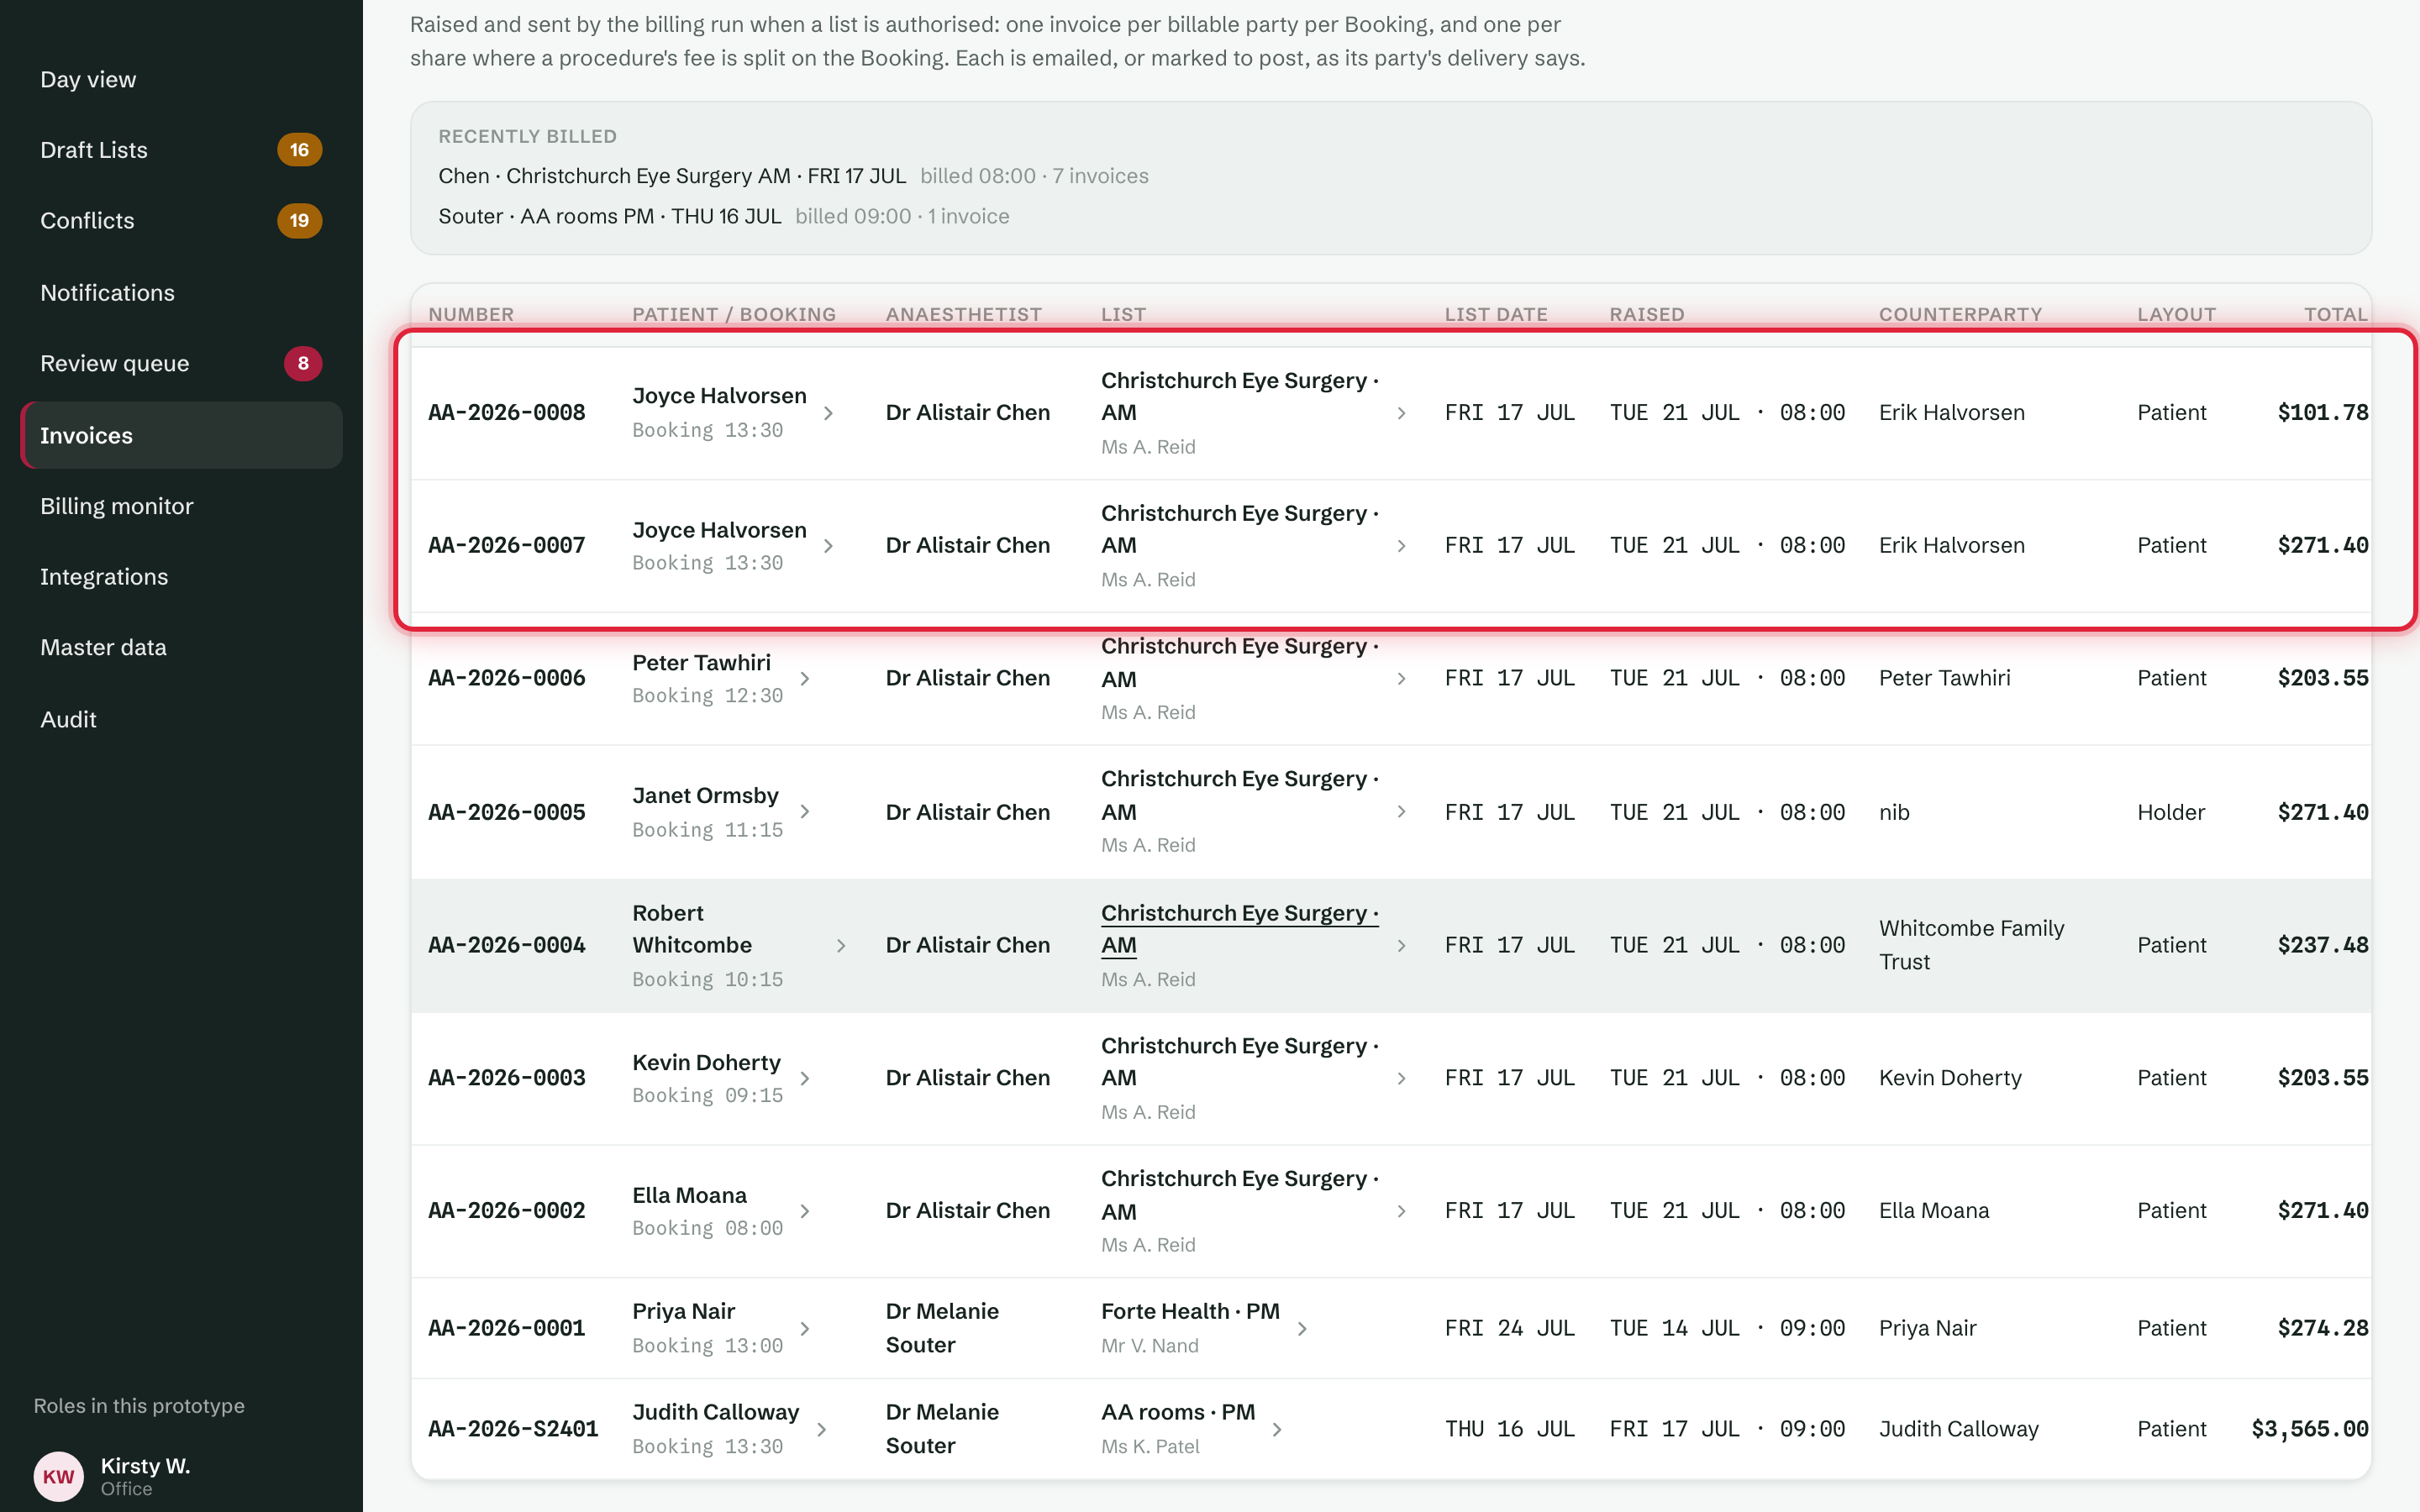 Day view
Draft Lists 16
Conflicts 19
Notifications
Review queue 8
Invoices
Billing monitor
Integrations
Master data
Audit
Roles in this prototype
KW
Kirsty W.
Office
Raised and sent by the billing run when a list is authorised: one invoice per billable party per Booking, and one per
share where a procedure's fee is split on the Booking. Each is emailed, or marked to post, as its party's delivery says.
RECENTLY BILLED
Chen · Christchurch Eye Surgery AM · FRI 17 JUL billed 08:00 · 7 invoices
Souter · AA rooms PM · THU 16 JUL billed 09:00 · 1 invoice
NUMBER PATIENT / BOOKING ANAESTHETIST LIST LIST DATE RAISED COUNTERPARTY LAYOUT TOTAL
AA-2026-0008
Joyce Halvorsen
Booking 13:30
Dr Alistair Chen
Christchurch Eye Surgery ·
AM
Ms A. Reid
FRI 17 JUL
TUE 21 JUL · 08:00
Erik Halvorsen
Patient
$101.78
AA-2026-0007
Joyce Halvorsen
Booking 13:30
Dr Alistair Chen
Christchurch Eye Surgery ·
AM
Ms A. Reid
FRI 17 JUL
TUE 21 JUL · 08:00
Erik Halvorsen
Patient
$271.40
AA-2026-0006
Peter Tawhiri
Booking 12:30
Dr Alistair Chen
Christchurch Eye Surgery ·
AM
Ms A. Reid
FRI 17 JUL
TUE 21 JUL · 08:00
Peter Tawhiri
Patient
$203.55
AA-2026-0005
Janet Ormsby
Booking 11:15
Dr Alistair Chen
Christchurch Eye Surgery ·
AM
Ms A. Reid
FRI 17 JUL
TUE 21 JUL · 08:00
nib
Holder
$271.40
AA-2026-0004
Robert
Whitcombe
Booking 10:15
Dr Alistair Chen
Christchurch Eye Surgery ·
AM
Ms A. Reid
FRI 17 JUL
TUE 21 JUL · 08:00
Whitcombe Family
Trust
Patient
$237.48
AA-2026-0003
Kevin Doherty
Booking 09:15
Dr Alistair Chen
Christchurch Eye Surgery ·
AM
Ms A. Reid
FRI 17 JUL
TUE 21 JUL · 08:00
Kevin Doherty
Patient
$203.55
AA-2026-0002
Ella Moana
Booking 08:00
Dr Alistair Chen
Christchurch Eye Surgery ·
AM
Ms A. Reid
FRI 17 JUL
TUE 21 JUL · 08:00
Ella Moana
Patient
$271.40
AA-2026-0001
Priya Nair
Booking 13:00
Dr Melanie
Souter
Forte Health · PM
Mr V. Nand
FRI 24 JUL
TUE 14 JUL · 09:00
Priya Nair
Patient
$274.28
AA-2026-S2401
Judith Calloway
Booking 13:30
Dr Melanie
Souter
AA rooms · PM
Ms K. Patel
THU 16 JUL
FRI 17 JUL · 09:00
Judith Calloway
Patient
$3,565.00